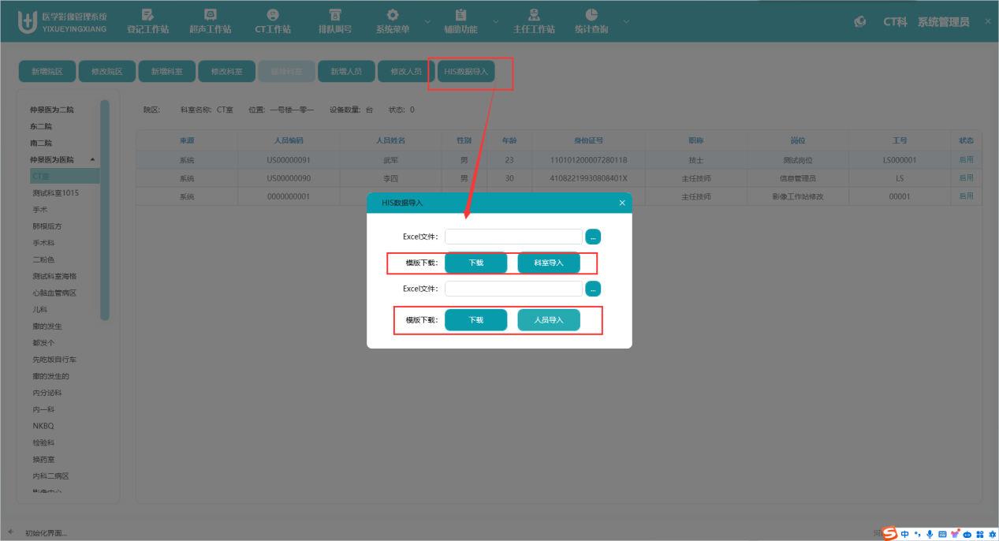 医学影像管理系统
YIXUEYINGXIANG
登记工作站
超声工作站
CT工作站
排队叫号
系统菜单
辅助功能
主任工作站
统计查询
CT科 系统管理员
新增院区
修改院区
新增科室
修改科室
删除科室
新增人员
修改人员
HIS数据导入
仲景医为二院
东二院
南二院
仲景医为医院
CT室
测试科室1015
手术
肺根后方
手术科
二粉色
测试科室海格
心脑血管病区
儿科
撒的发生
都发个
先吃饭自行车
撒的发生的
内分泌科
内一科
NKBQ
检验科
换药室
内科二病区
影像中心
院区: 科室名称: CT室 位置: 一号楼一零一 设备数量: 台 状态: 0
来源 人员编码 人员姓名 性别 年龄 身份证号 职称 岗位 工号 状态
系统 US00000091 武军 男 23 110101200007280118 技士 测试岗位 LS000001 启用
系统 US00000090 李四 男 30 41082219930808401X 主任技师 信息管理员 LS 启用
系统 0000000001 主任技师 影像工作站修改 00001 启用
HIS数据导入
Excel文件: ...
模版下载: 下载 科室导入
Excel文件: ...
模版下载: 下载 人员导入
初始化界面...
中